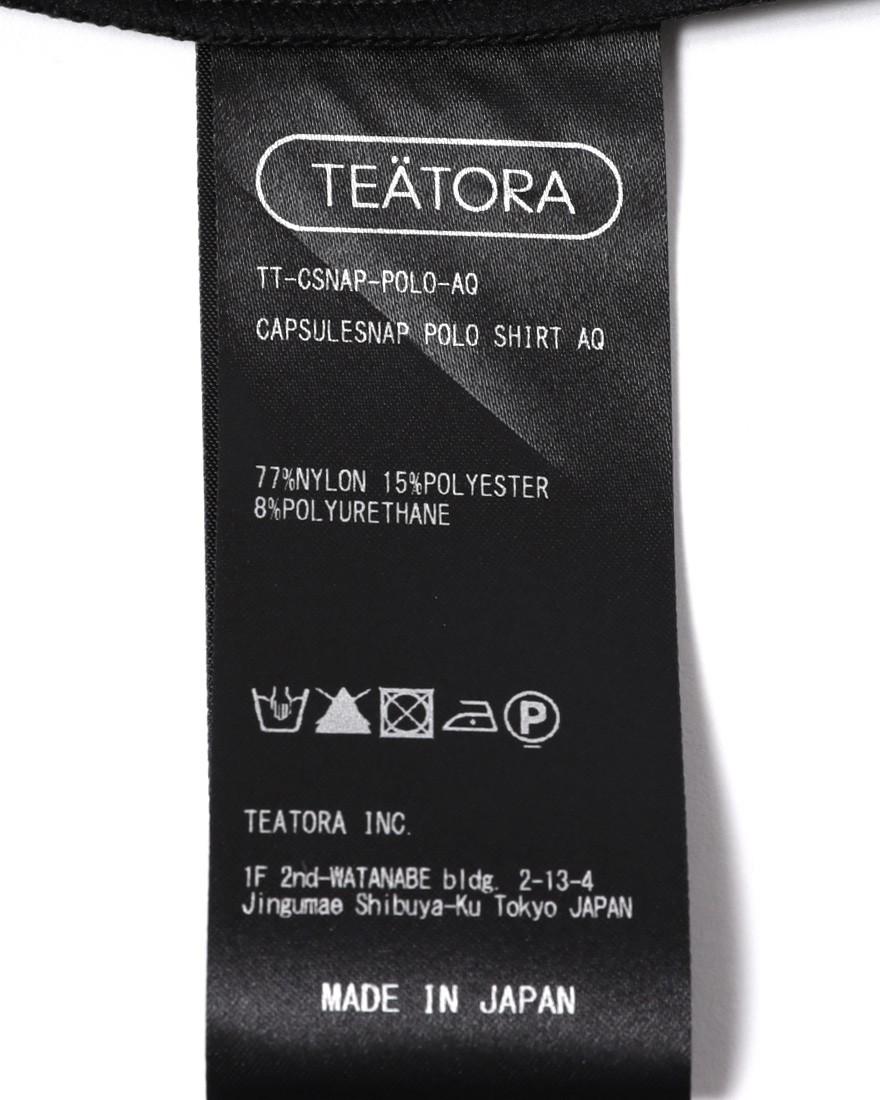 TEÄTORA
TT-CSNAP-POLO-AQ
CAPSULESNAP POLO SHIRT AQ
77%NYLON 15%POLYESTER
8%POLYURETHANE
P
TEATORA INC.
1F 2nd-WATANABE bldg. 2-13-4
Jingumae Shibuya-Ku Tokyo JAPAN
MADE IN JAPAN